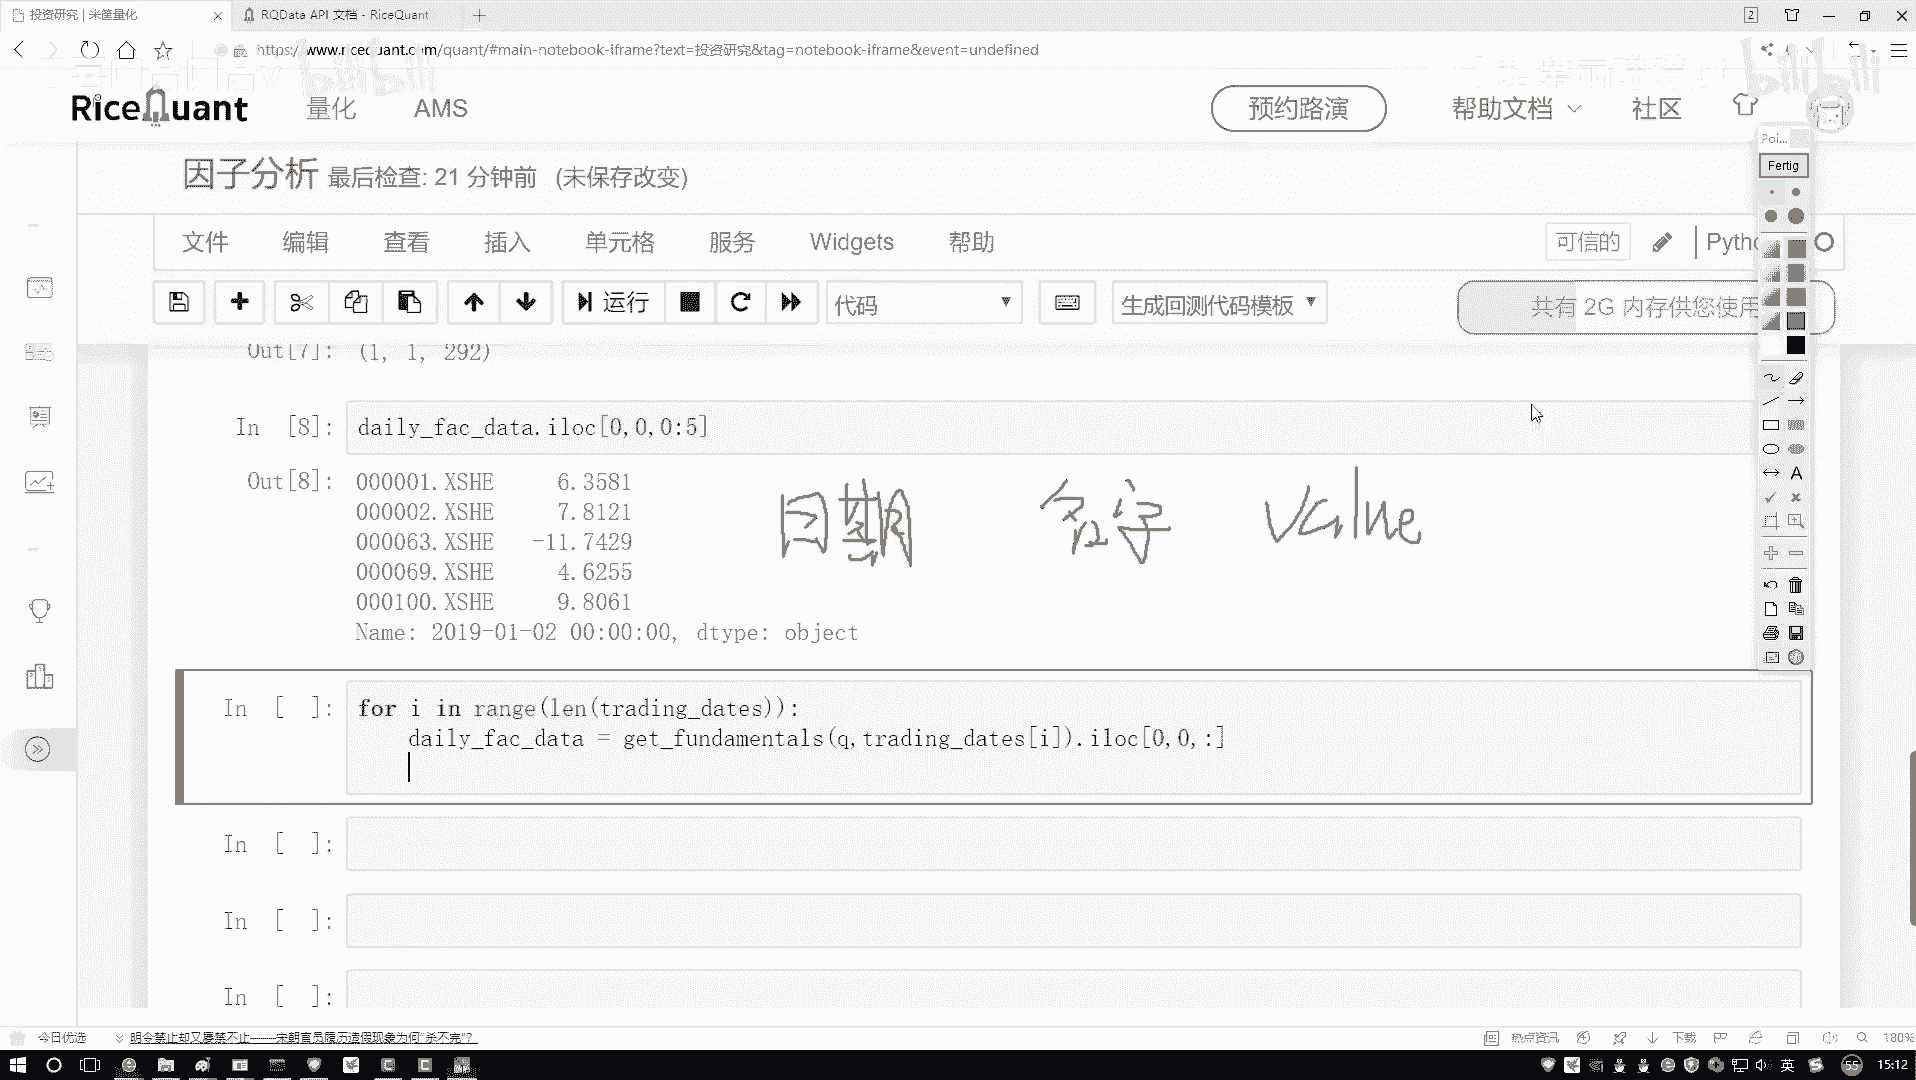 投资研究 | 米筐量化
RQData API 文档 - RiceQuant
2
https://www.ricequant.com/quant/#main-notebook-iframe?text=投资研究&tag=notebook-iframe&event=undefined
bilibili
bilibili
RiceQuant 量化 AMS 预约路演 帮助文档 社区
Poi...
Fertig
因子分析 最后检查: 21 分钟前 (未保存改变)
文件 编辑 查看 插入 单元格 服务 Widgets 帮助 可信的 Pytho
运行 代码 生成回测代码模板 共有 2G 内存供您使用
A
Out[7]: (1, 1, 292)
In [8]: daily_fac_data.iloc[0,0,0:5]
Out[8]: 000001.XSHE 6.3581
000002.XSHE 7.8121
000063.XSHE -11.7429
000069.XSHE 4.6255
000100.XSHE 9.8061
Name: 2019-01-02 00:00:00, dtype: object
日期 名字 Value
In [ ]: for i in range(len(trading_dates)):
daily_fac_data = get_fundamentals(q,trading_dates[i]).iloc[0,0,:]
In [ ]:
In [ ]:
In [ ]:
今日优选 明令禁止却又屡禁不止——宋朝官员履历造假现象为何“杀不完”? 热点资讯 下载 180%
英 55 15:12